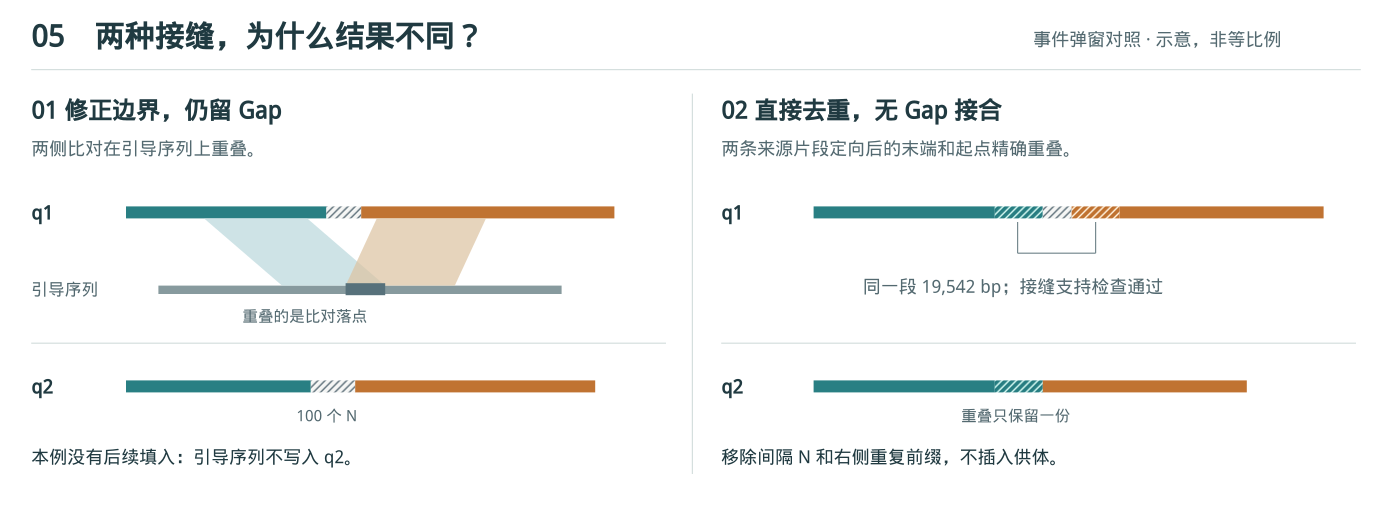 05 两种接缝，为什么结果不同？
事件弹窗对照 · 示意，非等比例
01 修正边界，仍留 Gap
两侧比对在引导序列上重叠。
q1
引导序列
重叠的是比对落点
q2
100 个 N
本例没有后续填入：引导序列不写入 q2。
02 直接去重，无 Gap 接合
两条来源片段定向后的末端和起点精确重叠。
q1
同一段 19,542 bp；接缝支持检查通过
q2
重叠只保留一份
移除间隔 N 和右侧重复前缀，不插入供体。